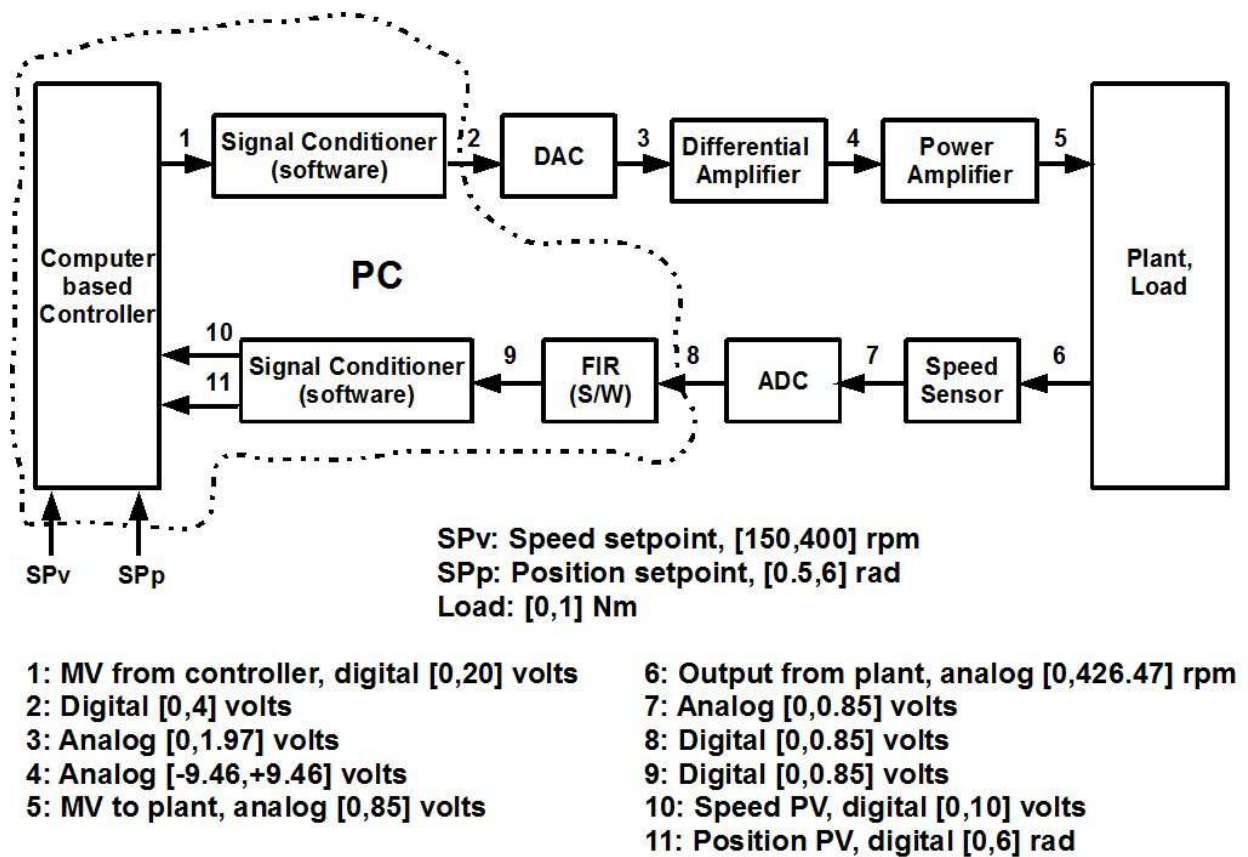 1
Signal Conditioner
(software)
2
DAC
3
Differential
Amplifier
4
Power
Amplifier
5
Computer
based
Controller
PC
Plant,
Load
10
11
Signal Conditioner
(software)
9
FIR
(S/W)
8
ADC
7
Speed
Sensor
6
SPv
SPp
SPv: Speed setpoint, [150,400] rpm
SPp: Position setpoint, [0.5,6] rad
Load: [0,1] Nm
1: MV from controller, digital [0,20] volts
2: Digital [0,4] volts
3: Analog [0,1.97] volts
4: Analog [-9.46,+9.46] volts
5: MV to plant, analog [0,85] volts
6: Output from plant, analog [0,426.47] rpm
7: Analog [0,0.85] volts
8: Digital [0,0.85] volts
9: Digital [0,0.85] volts
10: Speed PV, digital [0,10] volts
11: Position PV, digital [0,6] rad